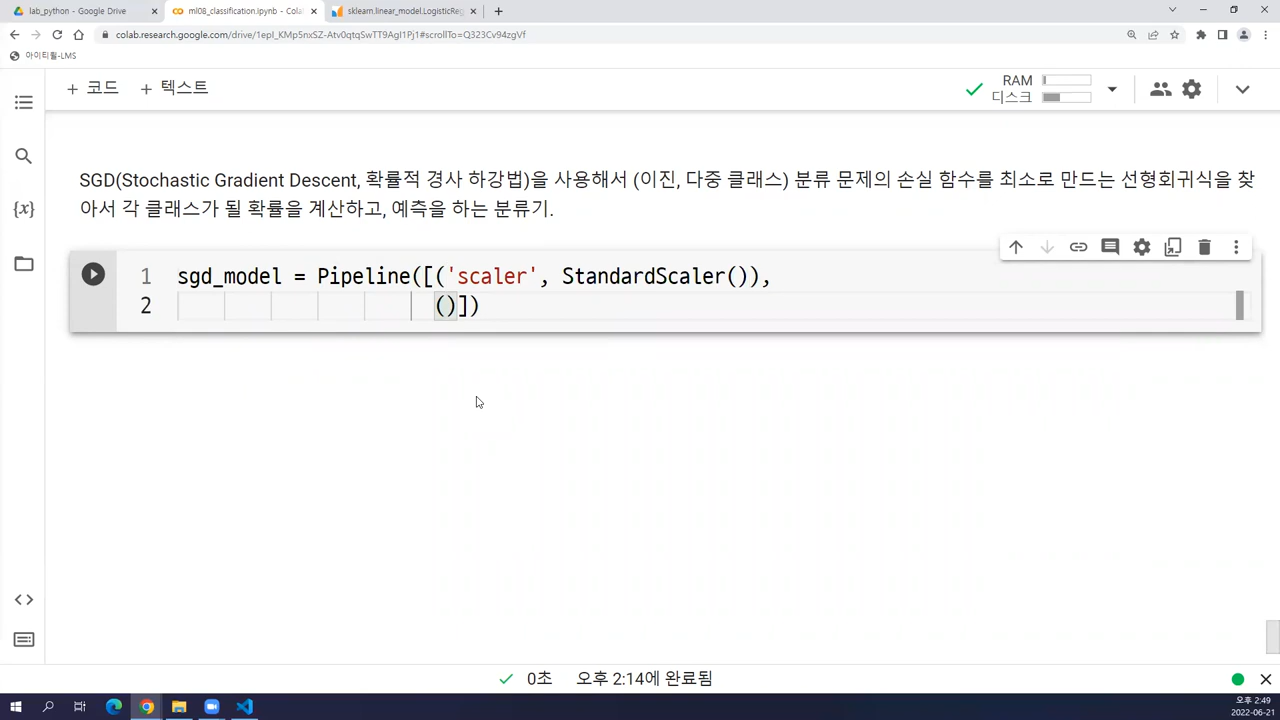 lab_python - Google Drive
ml08_classification.ipynb - Colab
sklearn.linear_model.LogisticReg
colab.research.google.com/drive/1epl_KMp5nxSZ-Atv0qtqSwTT9AgI1Pj1#scrollTo=Q323Cv94zgVf
아이티윌-LMS
+ 코드 + 텍스트
RAM
디스크
SGD(Stochastic Gradient Descent, 확률적 경사 하강법)을 사용해서 (이진, 다중 클래스) 분류 문제의 손실 함수를 최소로 만드는 선형회귀식을 찾
아서 각 클래스가 될 확률을 계산하고, 예측을 하는 분류기.
1 sgd_model = Pipeline([('scaler', StandardScaler()),
2 ()])
0초 오후 2:14에 완료됨
오후 2:49
2022-06-21